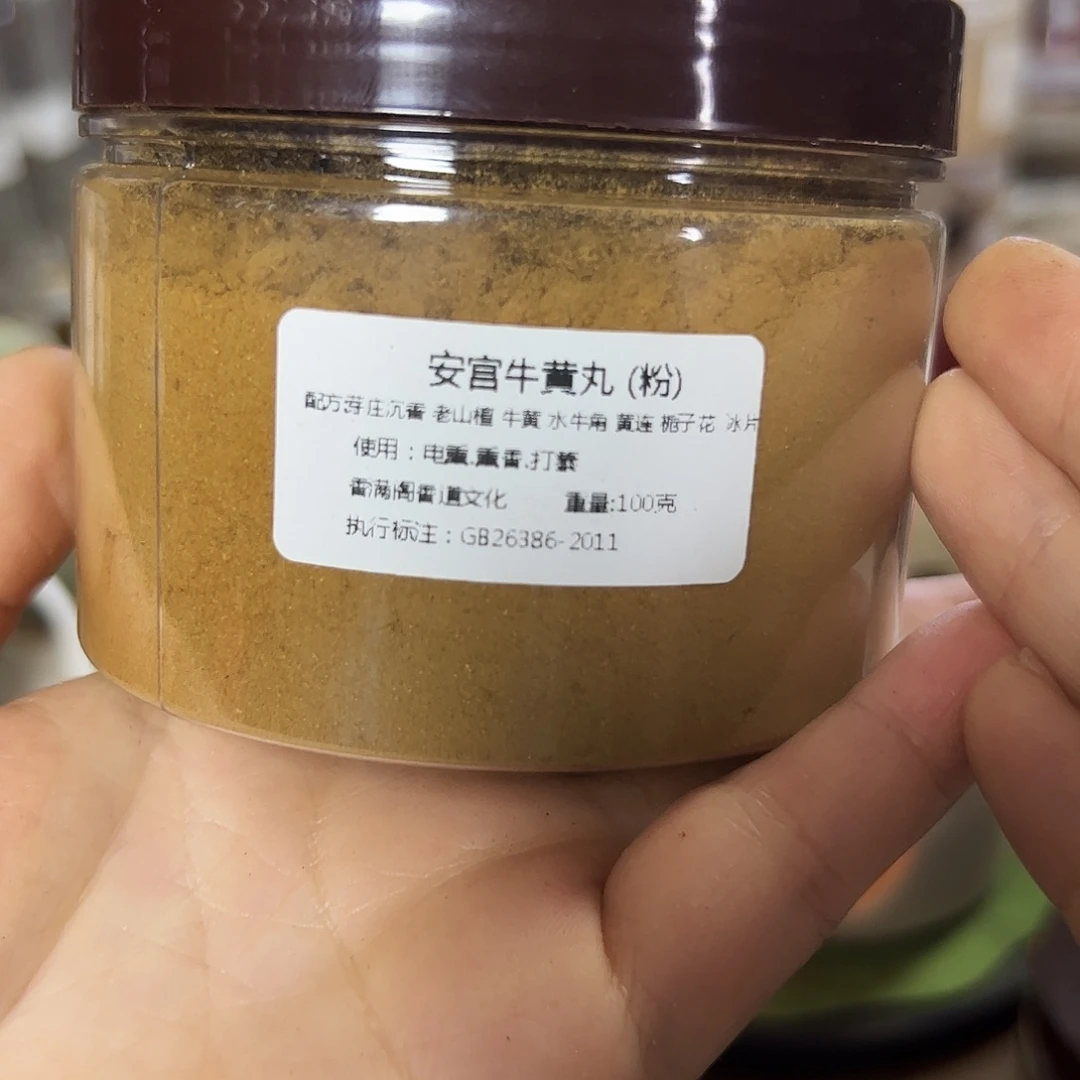 安宫牛黄丸 (粉)
配方:芽庄沉香 老山檀 牛黄 水牛角 黄连 栀子花 冰片
使用：电熏.熏香.打篆
香满阁香道文化 重量:100克
执行标注：GB26386-2011